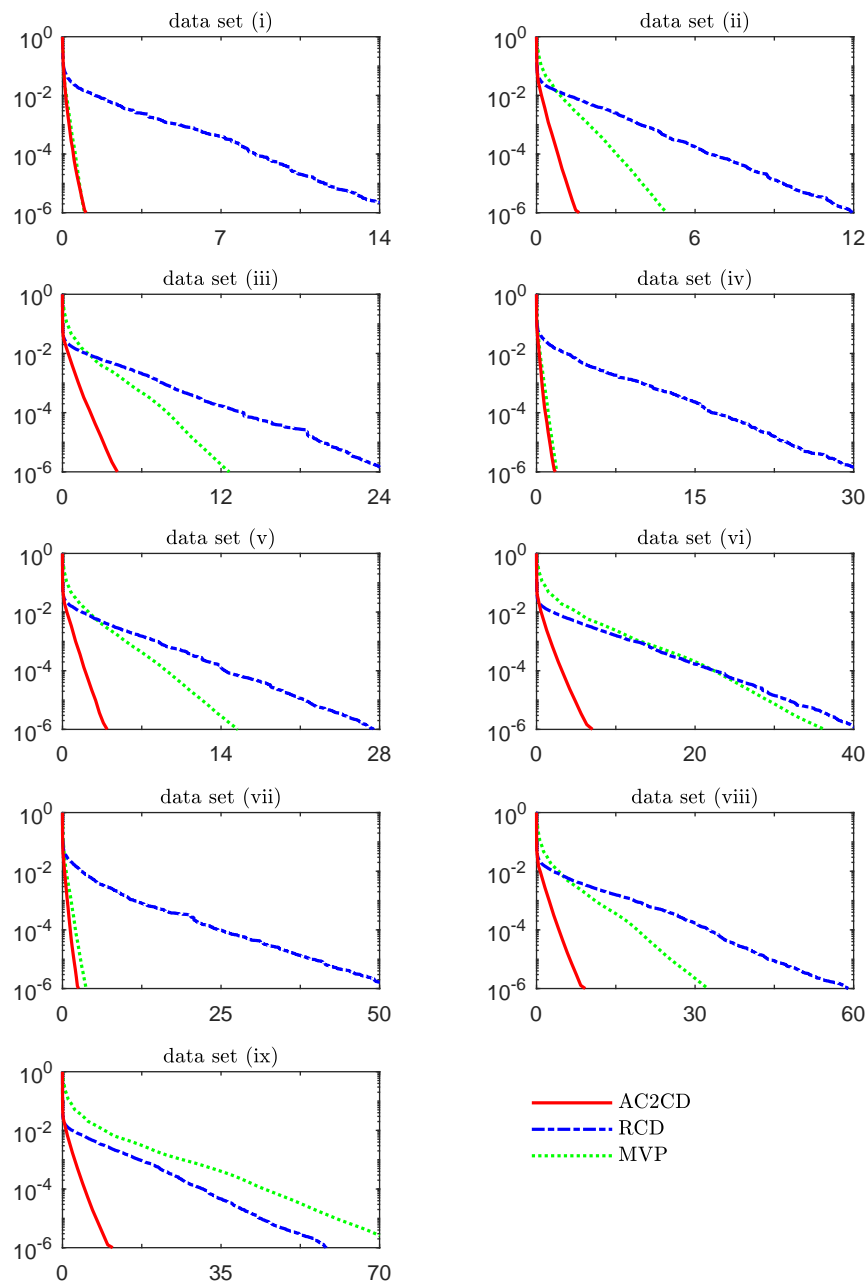 data set (i)
10^0
10^-2
10^-4
10^-6
0 7 14
data set (ii)
10^0
10^-2
10^-4
10^-6
0 6 12
data set (iii)
10^0
10^-2
10^-4
10^-6
0 12 24
data set (iv)
10^0
10^-2
10^-4
10^-6
0 15 30
data set (v)
10^0
10^-2
10^-4
10^-6
0 14 28
data set (vi)
10^0
10^-2
10^-4
10^-6
0 20 40
data set (vii)
10^0
10^-2
10^-4
10^-6
0 25 50
data set (viii)
10^0
10^-2
10^-4
10^-6
0 30 60
data set (ix)
10^0
10^-2
10^-4
10^-6
0 35 70
AC2CD
RCD
MVP